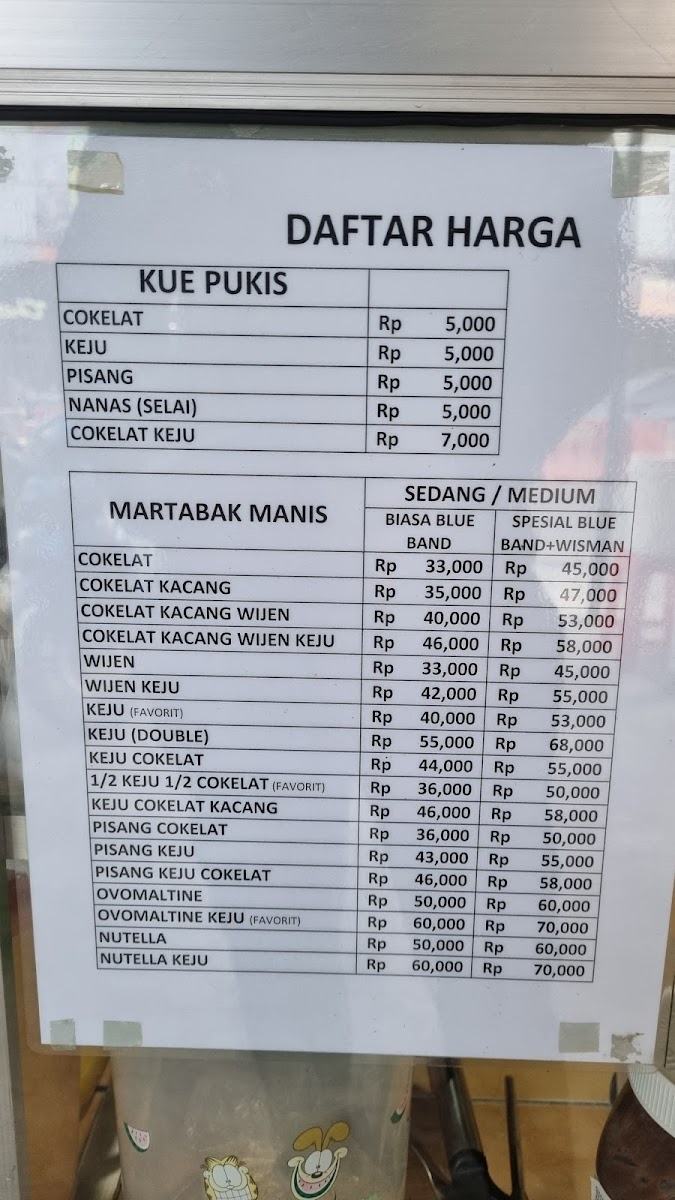 DAFTAR HARGA
KUE PUKIS
COKELAT Rp 5,000
KEJU Rp 5,000
PISANG Rp 5,000
NANAS (SELAI) Rp 5,000
COKELAT KEJU Rp 7,000
MARTABAK MANIS
SEDANG / MEDIUM
BIASA BLUE BAND
SPESIAL BLUE BAND+WISMAN
COKELAT Rp 33,000 Rp 45,000
COKELAT KACANG Rp 35,000 Rp 47,000
COKELAT KACANG WIJEN Rp 40,000 Rp 53,000
COKELAT KACANG WIJEN KEJU Rp 46,000 Rp 58,000
WIJEN Rp 33,000 Rp 45,000
WIJEN KEJU Rp 42,000 Rp 55,000
KEJU (FAVORIT) Rp 40,000 Rp 53,000
KEJU (DOUBLE) Rp 55,000 Rp 68,000
KEJU COKELAT Rp 44,000 Rp 55,000
1/2 KEJU 1/2 COKELAT (FAVORIT) Rp 36,000 Rp 50,000
KEJU COKELAT KACANG Rp 46,000 Rp 58,000
PISANG COKELAT Rp 36,000 Rp 50,000
PISANG KEJU Rp 43,000 Rp 55,000
PISANG KEJU COKELAT Rp 46,000 Rp 58,000
OVOMALTINE Rp 50,000 Rp 60,000
OVOMALTINE KEJU (FAVORIT) Rp 60,000 Rp 70,000
NUTELLA Rp 50,000 Rp 60,000
NUTELLA KEJU Rp 60,000 Rp 70,000